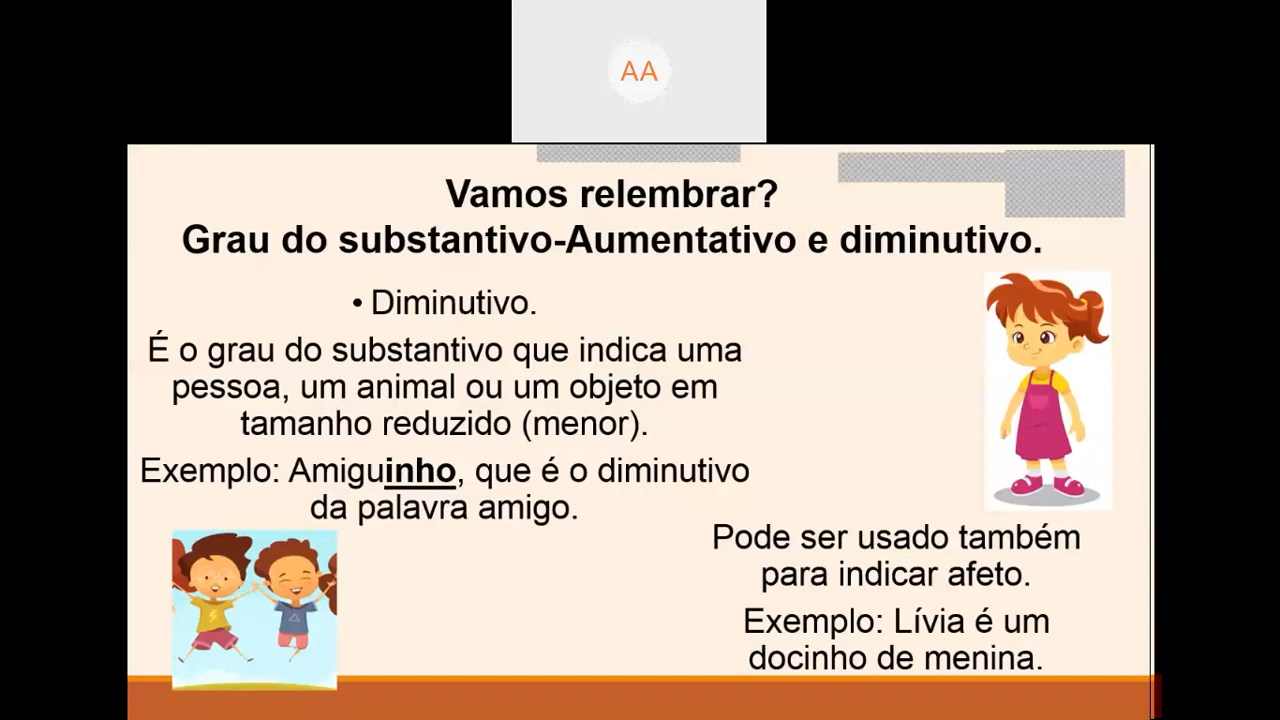 AA
Vamos relembrar?
Grau do substantivo-Aumentativo e diminutivo.
• Diminutivo.
É o grau do substantivo que indica uma
pessoa, um animal ou um objeto em
tamanho reduzido (menor).
Exemplo: Amiguinho, que é o diminutivo
da palavra amigo.
Pode ser usado também
para indicar afeto.
Exemplo: Lívia é um
docinho de menina.